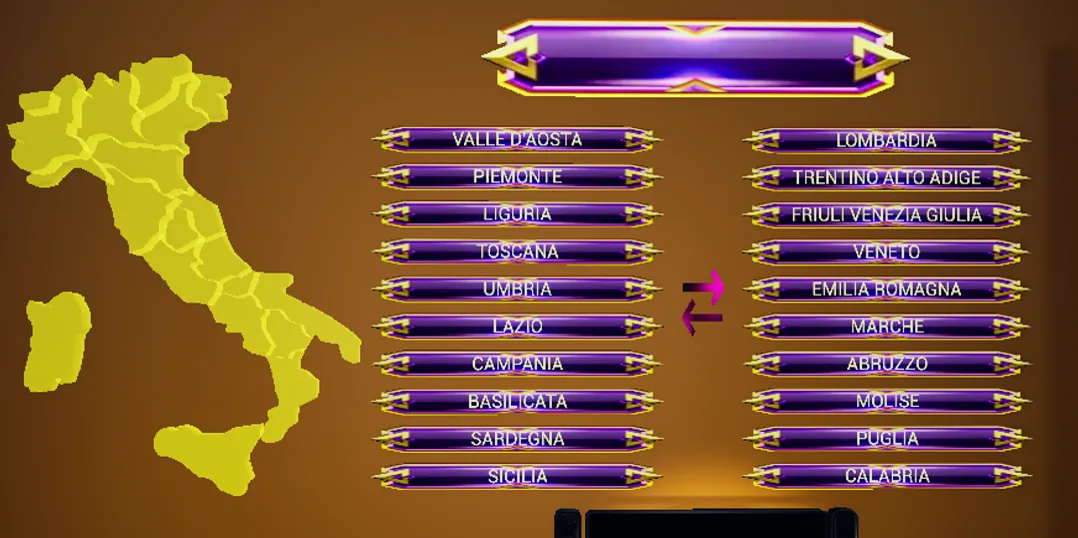 VALLE D'AOSTA
PIEMONTE
LIGURIA
TOSCANA
UMBRIA
LAZIO
CAMPANIA
BASILICATA
SARDEGNA
SICILIA
LOMBARDIA
TRENTINO ALTO ADIGE
FRIULI VENEZIA GIULIA
VENETO
EMILIA ROMAGNA
MARCHE
ABRUZZO
MOLISE
PUGLIA
CALABRIA